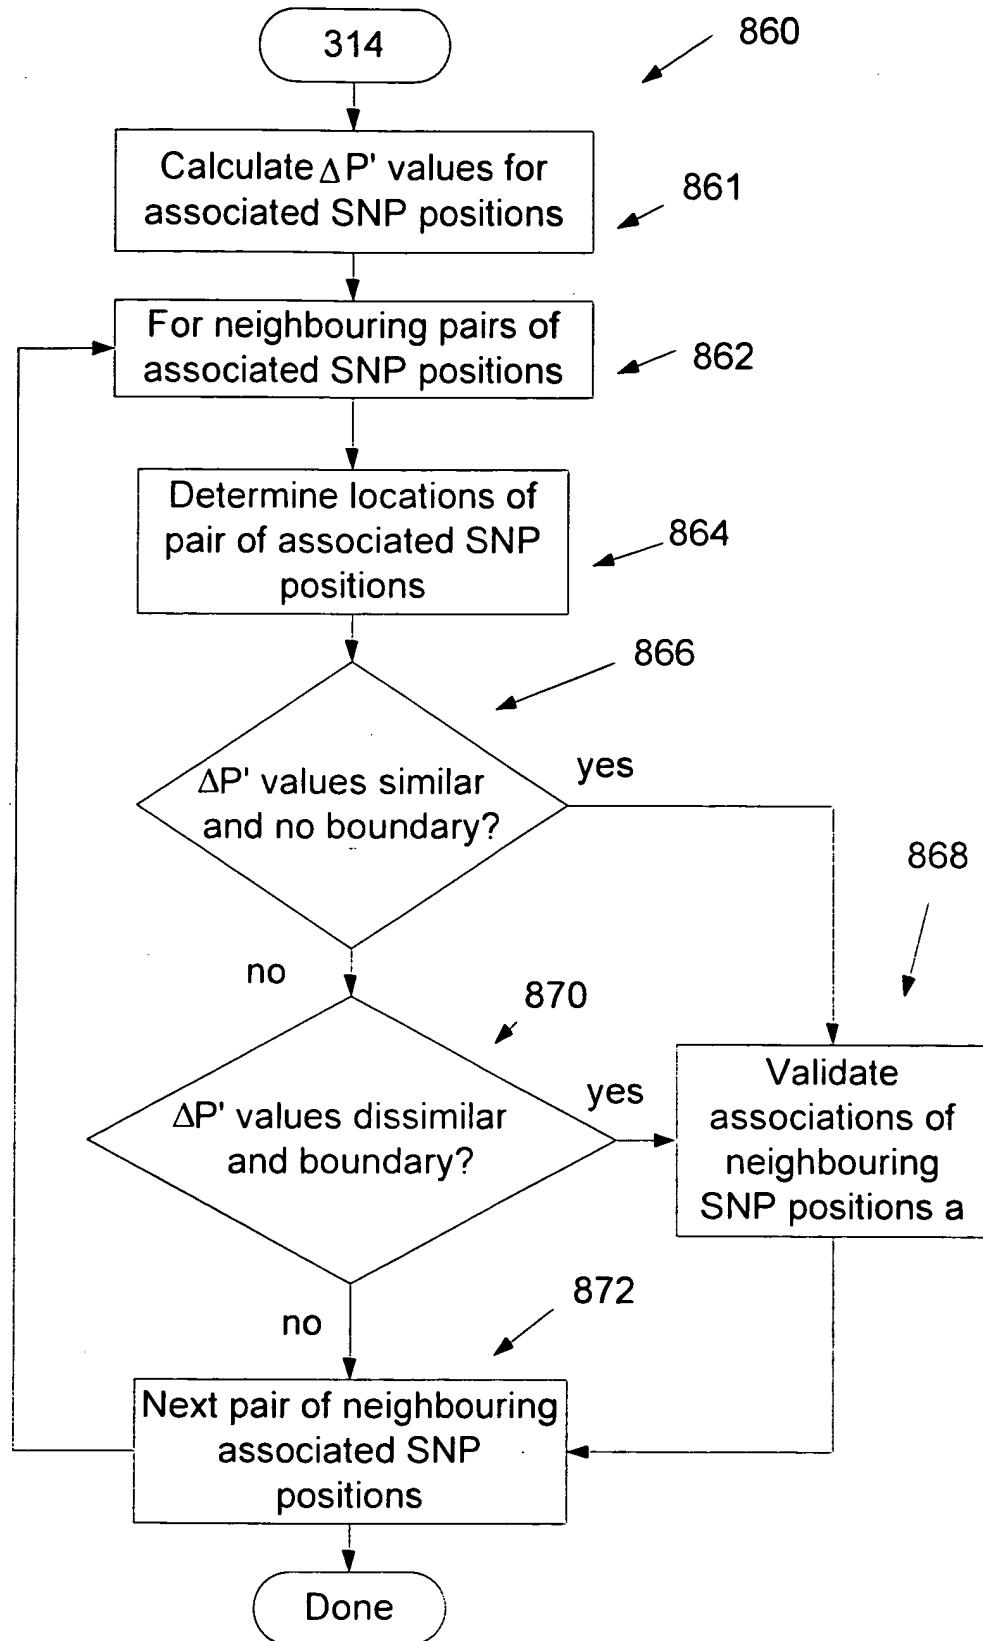 314
860
Calculate ΔP' values for
associated SNP positions
861
For neighbouring pairs of
associated SNP positions
862
Determine locations of
pair of associated SNP
positions
864
866
ΔP' values similar
and no boundary?
yes
868
no
870
ΔP' values dissimilar
and boundary?
yes
Validate
associations of
neighbouring
SNP positions a
no
872
Next pair of neighbouring
associated SNP
positions
Done